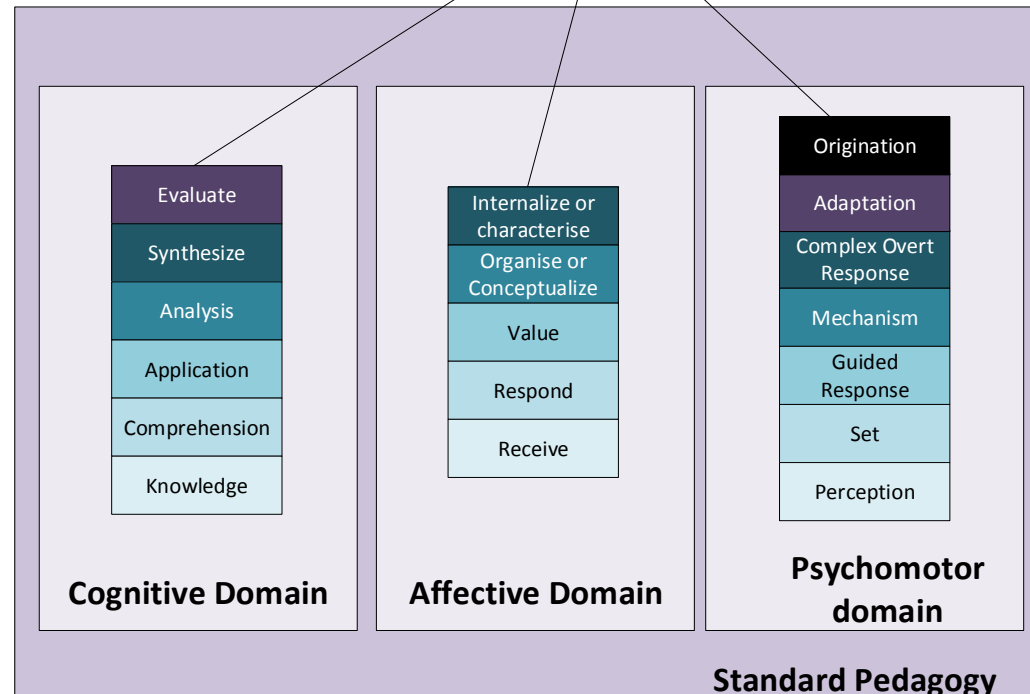 Evaluate
Synthesize
Analysis
Application
Comprehension
Knowledge
Cognitive Domain
Internalize or
characterise
Organise or
Conceptualize
Value
Respond
Receive
Affective Domain
Origination
Adaptation
Complex Overt
Response
Mechanism
Guided
Response
Set
Perception
Psychomotor
domain
Standard Pedagogy